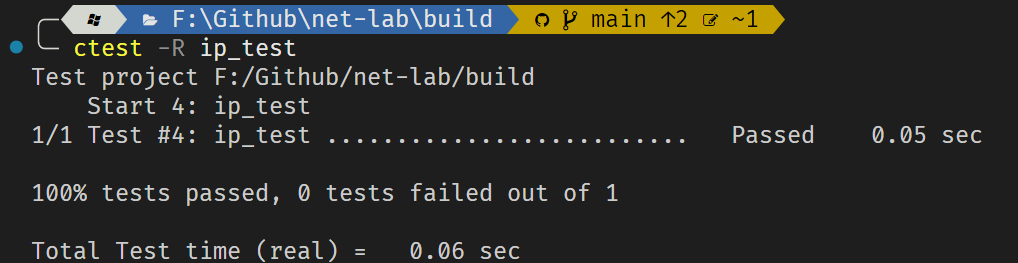 F:\Github\net-lab\build main ↑2 ~1
ctest -R ip_test
Test project F:/Github/net-lab/build
    Start 4: ip_test
1/1 Test #4: ip_test ..........................   Passed    0.05 sec

100% tests passed, 0 tests failed out of 1

Total Test time (real) =   0.06 sec